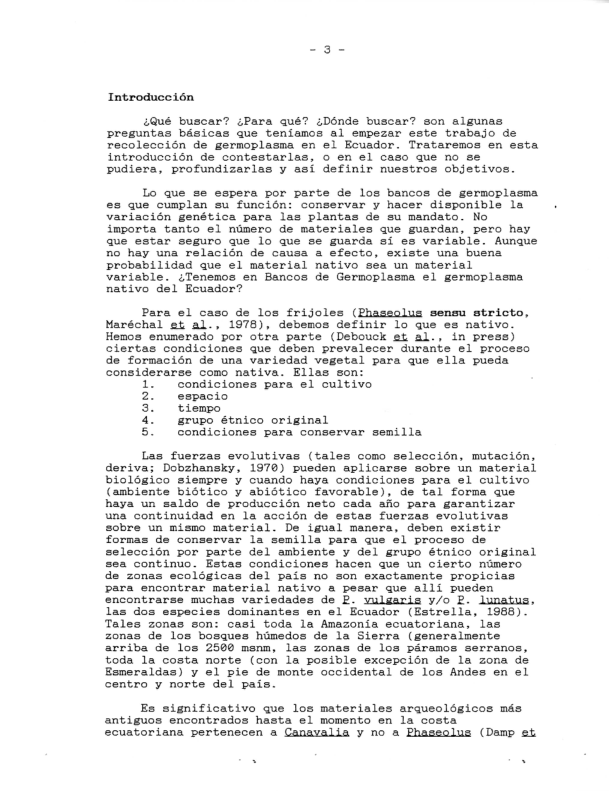 - 3 -
Introducción
¿Qué buscar? ¿Para qué? ¿Dónde buscar? son algunas
preguntas básicas que teníamos al empezar este trabajo de
recolección de germoplasma en el Ecuador. Trataremos en esta
introducción de contestarlas, o en el caso que no se
pudiera, profundizarlas y así definir nuestros objetivos.
Lo que se espera por parte de los bancos de germoplasma
es que cumplan su función: conservar y hacer disponible la
variación genética para las plantas de su mandato. No
importa tanto el número de materiales que guardan, pero hay
que estar seguro que lo que se guarda sí es variable. Aunque
no hay una relación de causa a efecto, existe una buena
probabilidad que el material nativo sea un material
variable. ¿Tenemos en Bancos de Germoplasma el germoplasma
nativo del Ecuador?
Para el caso de los frijoles (Phaseolus sensu stricto,
Maréchal et al., 1978), debemos definir lo que es nativo.
Hemos enumerado por otra parte (Debouck et al., in press)
ciertas condiciones que deben prevalecer durante el proceso
de formación de una variedad vegetal para que ella pueda
considerarse como nativa. Ellas son:
1. condiciones para el cultivo
2. espacio
3. tiempo
4. grupo étnico original
5. condiciones para conservar semilla
Las fuerzas evolutivas (tales como selección, mutación,
deriva; Dobzhansky, 1970) pueden aplicarse sobre un material
biológico siempre y cuando haya condiciones para el cultivo
(ambiente biótico y abiótico favorable), de tal forma que
haya un saldo de producción neto cada año para garantizar
una continuidad en la acción de estas fuerzas evolutivas
sobre un mismo material. De igual manera, deben existir
formas de conservar la semilla para que el proceso de
selección por parte del ambiente y del grupo étnico original
sea continuo. Estas condiciones hacen que un cierto número
de zonas ecológicas del país no son exactamente propicias
para encontrar material nativo a pesar que allí pueden
encontrarse muchas variedades de P. vulgaris y/o P. lunatus,
las dos especies dominantes en el Ecuador (Estrella, 1988).
Tales zonas son: casi toda la Amazonía ecuatoriana, las
zonas de los bosques húmedos de la Sierra (generalmente
arriba de los 2500 msnm, las zonas de los páramos serranos,
toda la costa norte (con la posible excepción de la zona de
Esmeraldas) y el pie de monte occidental de los Andes en el
centro y norte del país.
Es significativo que los materiales arqueológicos más
antiguos encontrados hasta el momento en la costa
ecuatoriana pertenecen a Canavalia y no a Phaseolus (Damp et